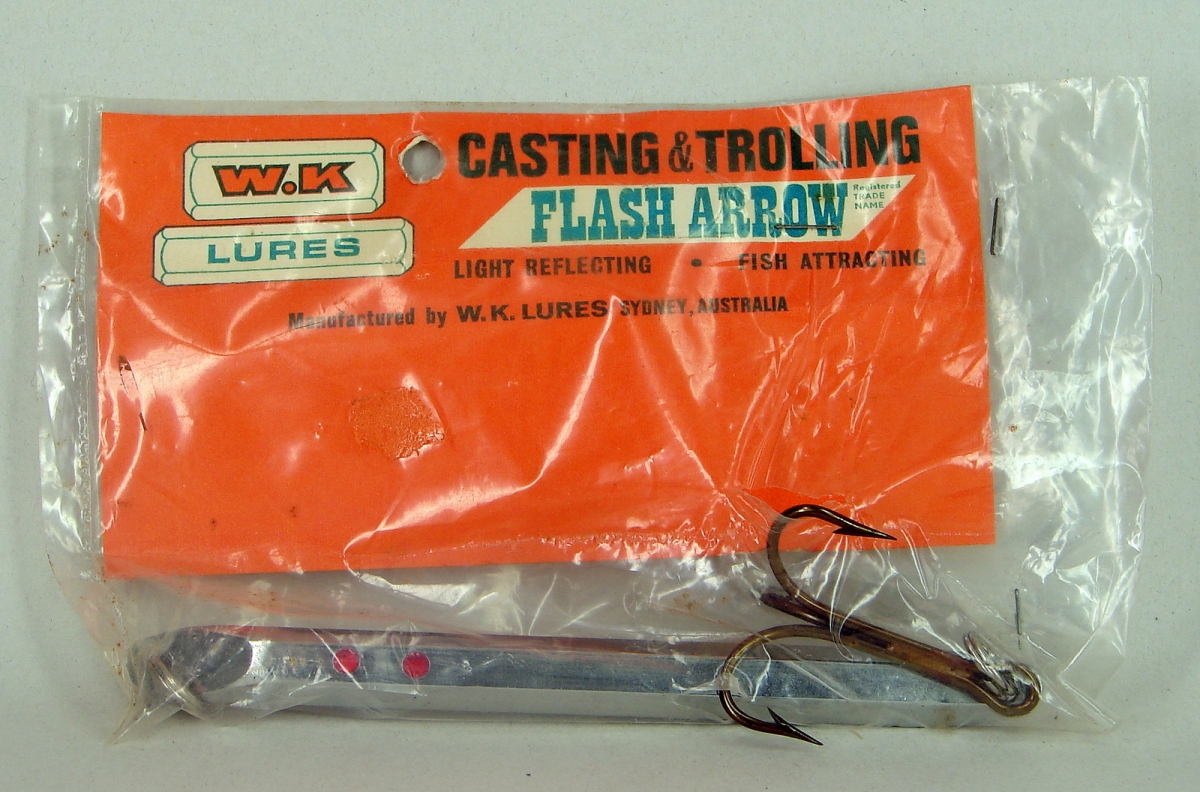 W.K
LURES
CASTING & TROLLING
FLASH ARROW
Registered
TRADE
NAME
LIGHT REFLECTING • FISH ATTRACTING
Manufactured by W.K. LURES SYDNEY, AUSTRALIA